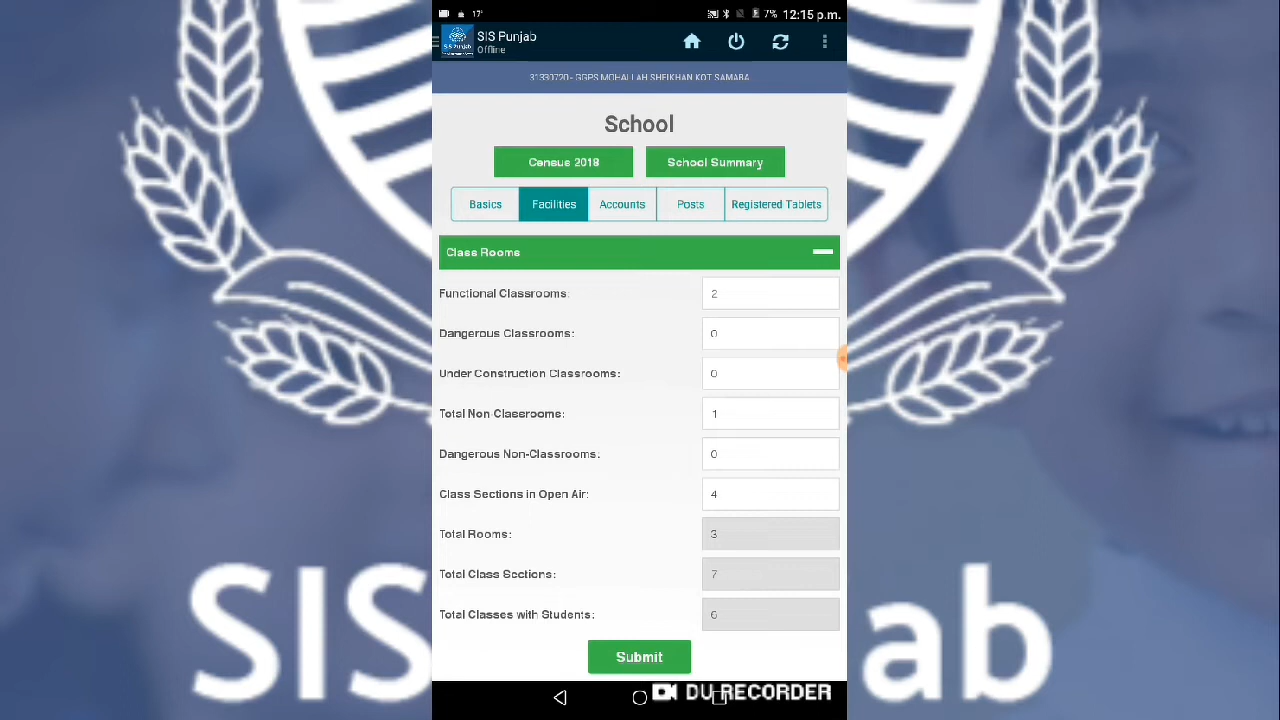 17°
7% 12:15 p.m.
SIS Punjab
Offline
31330720 - GGPS MOHALLAH SHEIKHAN KOT SAMABA
School
Census 2018
School Summary
Basics
Facilities
Accounts
Posts
Registered Tablets
Class Rooms
Functional Classrooms: 2
Dangerous Classrooms: 0
Under Construction Classrooms: 0
Total Non-Classrooms: 1
Dangerous Non-Classrooms: 0
Class Sections in Open Air: 4
Total Rooms: 3
Total Class Sections: 7
Total Classes with Students: 6
Submit
DU RECORDER
SIS
ab